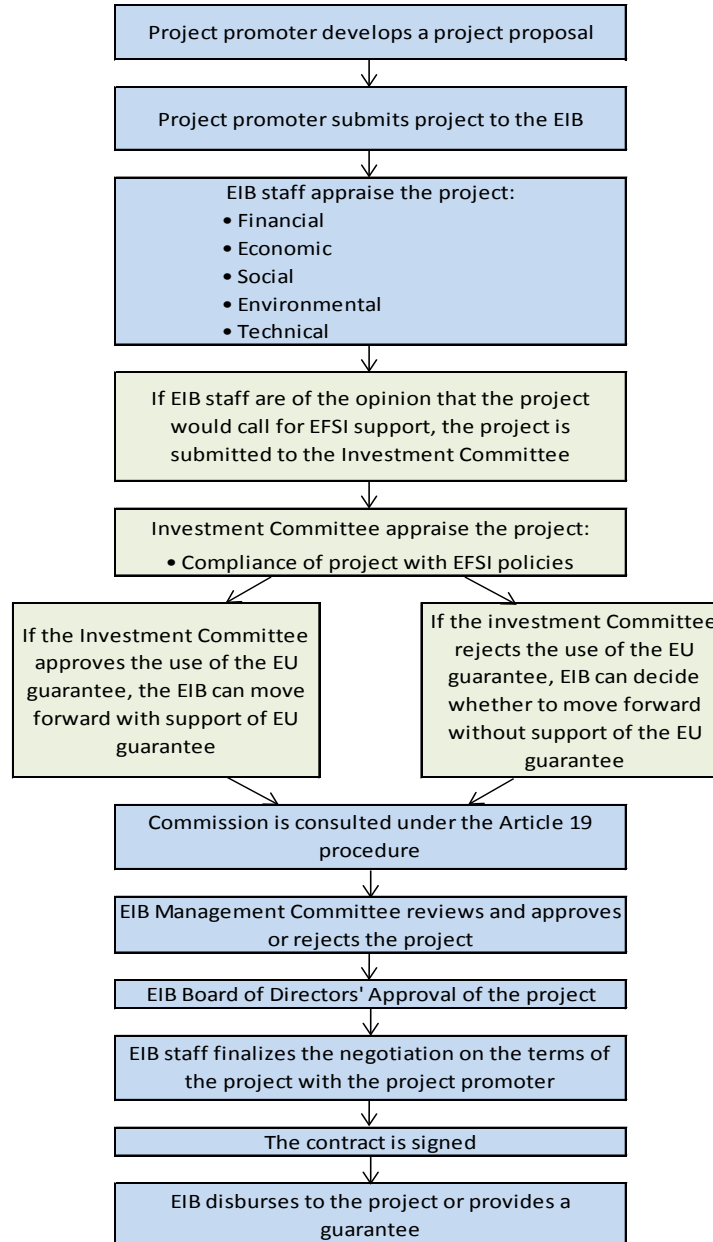 Project promoter develops a project proposal
Project promoter submits project to the EIB
EIB staff appraise the project:
• Financial
• Economic
• Social
• Environmental
• Technical
If EIB staff are of the opinion that the project
would call for EFSI support, the project is
submitted to the Investment Committee
Investment Committee appraise the project:
• Compliance of project with EFSI policies
If the Investment Committee
approves the use of the EU
guarantee, the EIB can move
forward with support of EU
guarantee
If the investment Committee
rejects the use of the EU
guarantee, EIB can decide
whether to move forward
without support of the EU
guarantee
Commission is consulted under the Article 19
procedure
EIB Management Committee reviews and approves
or rejects the project
EIB Board of Directors' Approval of the project
EIB staff finalizes the negotiation on the terms of
the project with the project promoter
The contract is signed
EIB disburses to the project or provides a
guarantee